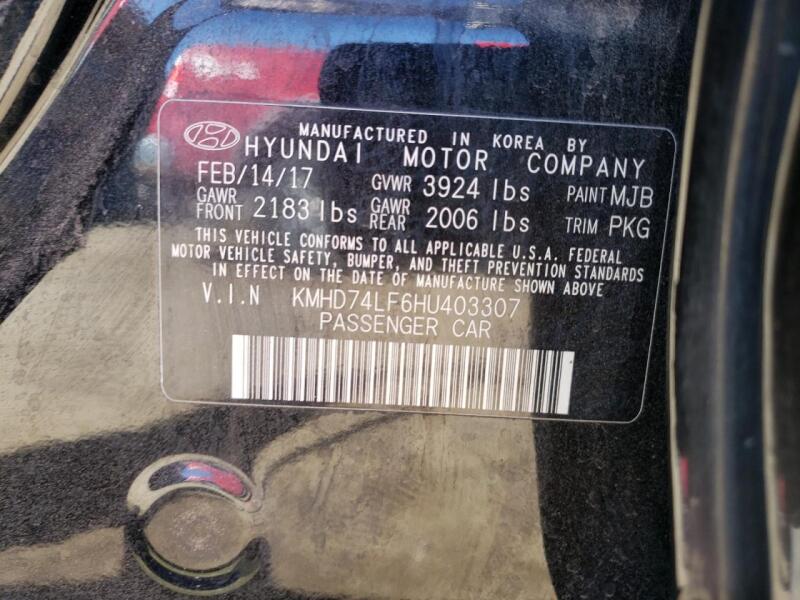 MANUFACTURED IN KOREA BY
HYUNDAI MOTOR COMPANY
FEB/14/17 GVWR 3924 lbs PAINT MJB
GAWR FRONT 2183 lbs GAWR REAR 2006 lbs TRIM PKG
THIS VEHICLE CONFORMS TO ALL APPLICABLE U.S.A. FEDERAL
MOTOR VEHICLE SAFETY, BUMPER, AND THEFT PREVENTION STANDARDS
IN EFFECT ON THE DATE OF MANUFACTURE SHOWN ABOVE.
V.I.N KMHD74LF6HU403307
PASSENGER CAR